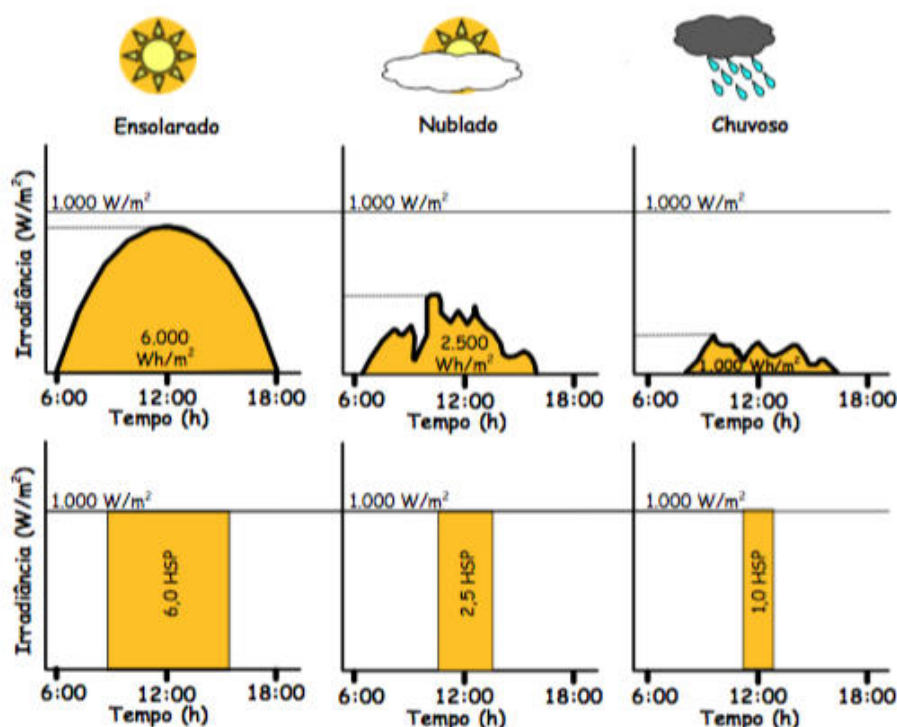 Ensolarado
Nublado
Chuvoso
Irradiância (W/m²)
1.000 W/m²
6.000
Wh/m²
6:00
12:00
18:00
Tempo (h)
1.000 W/m²
2.500
Wh/m²
6:00
12:00
18:00
Tempo (h)
1.000 W/m²
1.000 Wh/m²
6:00
12:00
18:00
Tempo (h)
Irradiância (W/m²)
1.000 W/m²
6,0 HSP
6:00
12:00
18:00
Tempo (h)
1.000 W/m²
2,5 HSP
6:00
12:00
18:00
Tempo (h)
1.000 W/m²
1,0 HSP
6:00
12:00
18:00
Tempo (h)